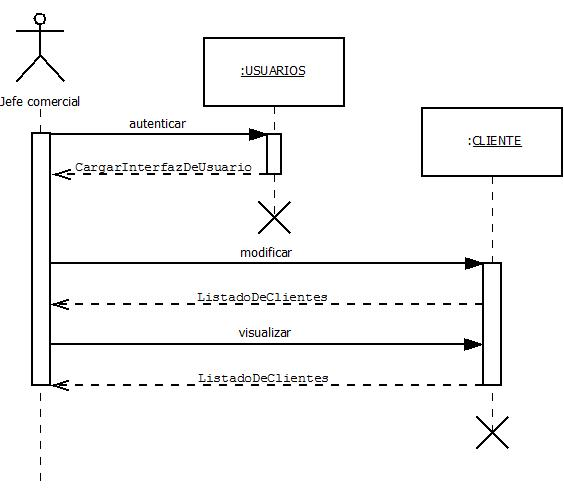 :USUARIOS
Jefe comercial
autenticar
:CLIENTE
CargarInterfazDeUsuario
modificar
ListadoDeClientes
visualizar
ListadoDeClientes